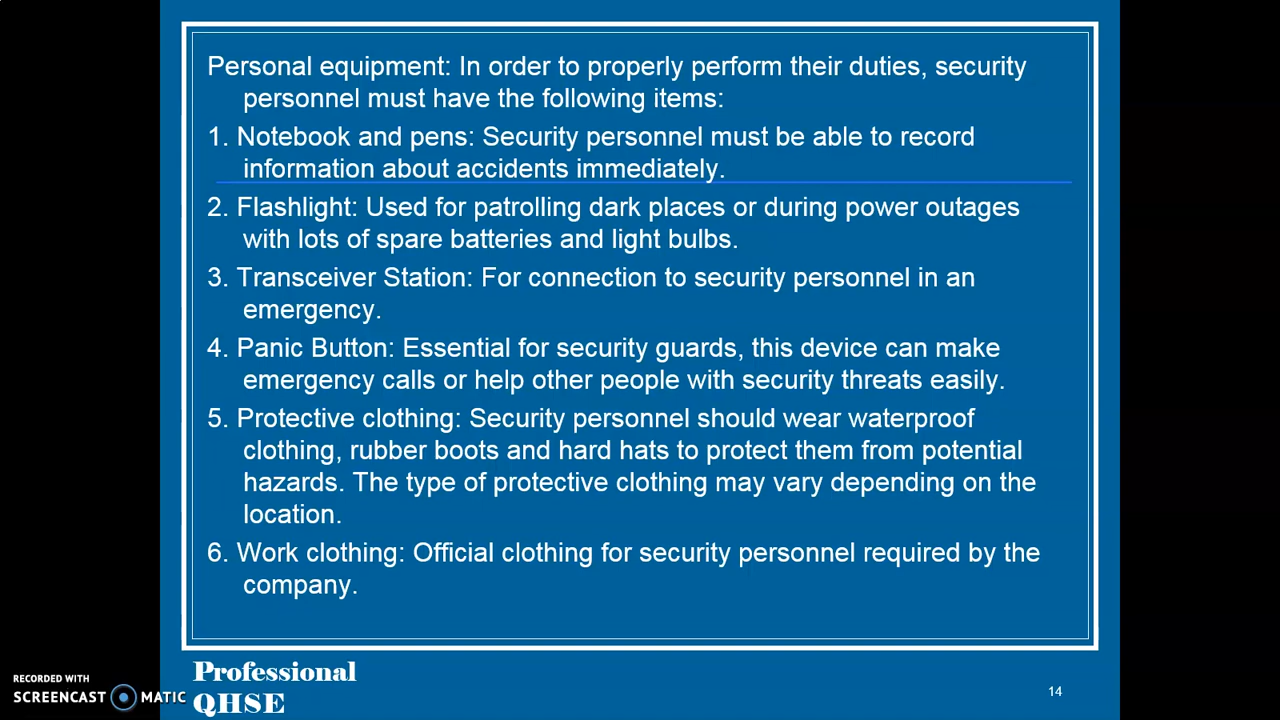 Personal equipment: In order to properly perform their duties, security
personnel must have the following items:
1. Notebook and pens: Security personnel must be able to record
information about accidents immediately.
2. Flashlight: Used for patrolling dark places or during power outages
with lots of spare batteries and light bulbs.
3. Transceiver Station: For connection to security personnel in an
emergency.
4. Panic Button: Essential for security guards, this device can make
emergency calls or help other people with security threats easily.
5. Protective clothing: Security personnel should wear waterproof
clothing, rubber boots and hard hats to protect them from potential
hazards. The type of protective clothing may vary depending on the
location.
6. Work clothing: Official clothing for security personnel required by the
company.
Professional
QHSE
14
RECORDED WITH
SCREENCAST MATIC